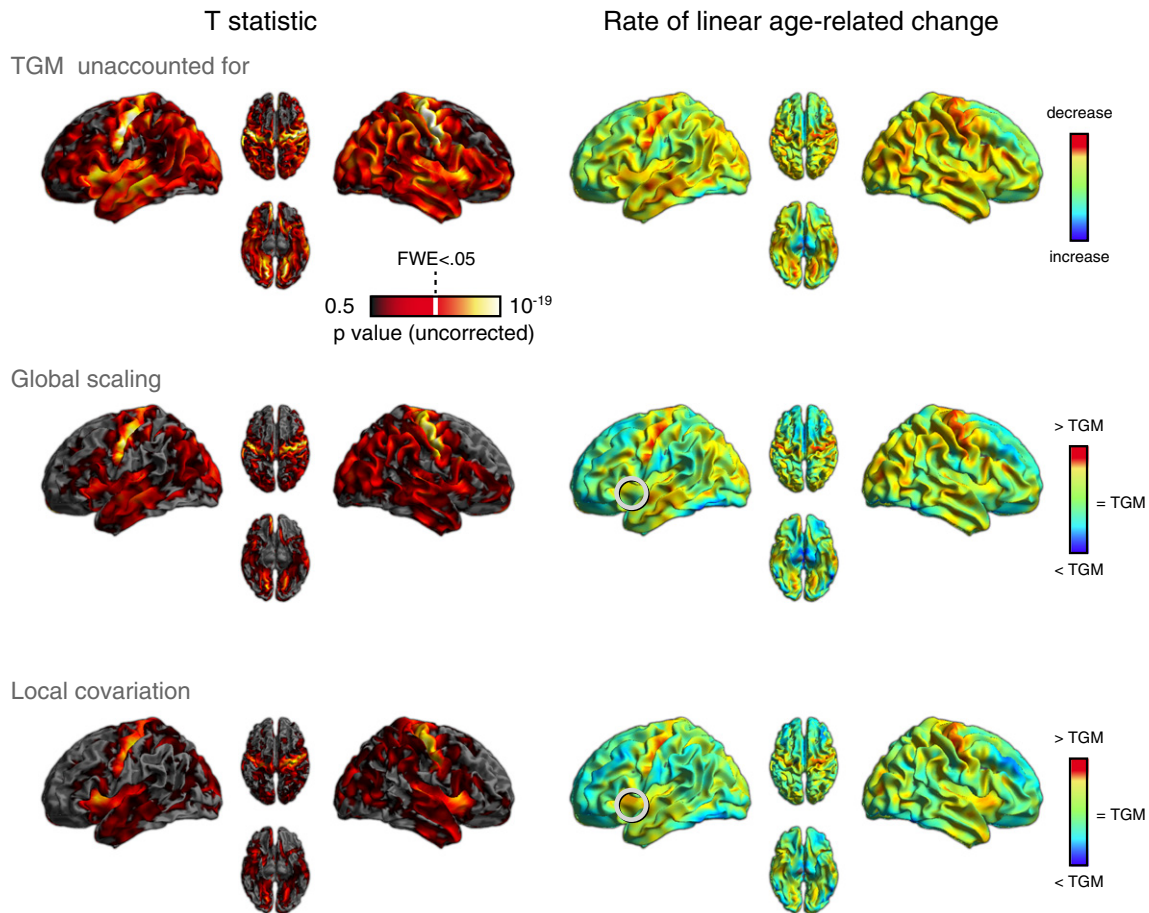 T statistic
Rate of linear age-related change
TGM unaccounted for
decrease
increase
FWE<.05
0.5
10-19
p value (uncorrected)
Global scaling
> TGM
= TGM
< TGM
Local covariation
> TGM
= TGM
< TGM